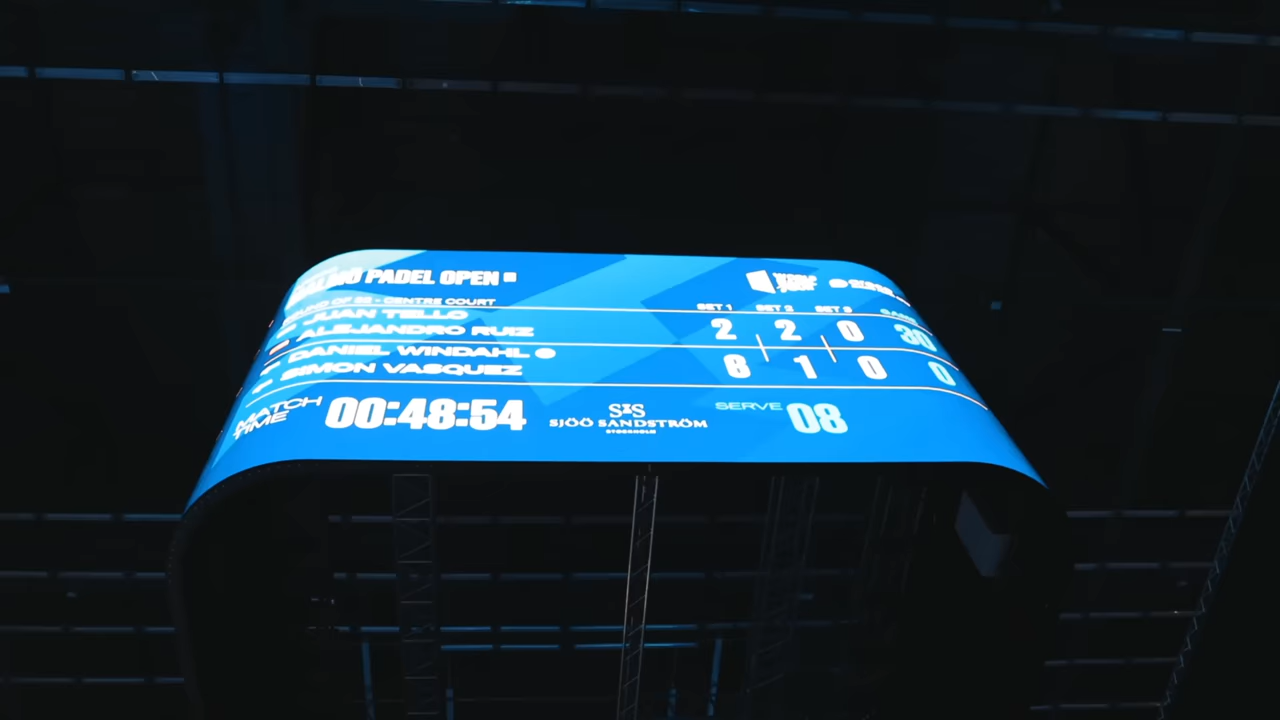 MALMÖ PADEL OPEN
ROUND OF 32 - CENTRE COURT
SET 1 SET 2 SET 3
JUAN TELLO
ALEJANDRO RUIZ
2 2 0 30
DANIEL WINDAHL
SIMON VASQUEZ
6 1 0 0
MATCH TIME 00:48:54
S&S
SJÖÖ SANDSTRÖM
STOCKHOLM
SERVE 08